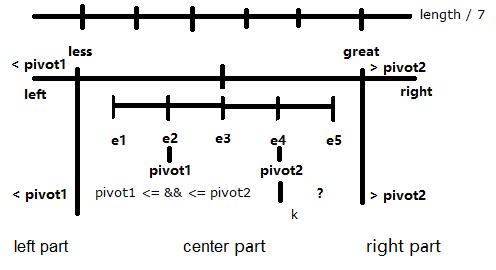 length / 7
less great
< pivot1 > pivot2
left right
e1 e2 e3 e4 e5
pivot1 pivot2
< pivot1 pivot1 <= && <= pivot2 ? > pivot2
k
left part center part right part